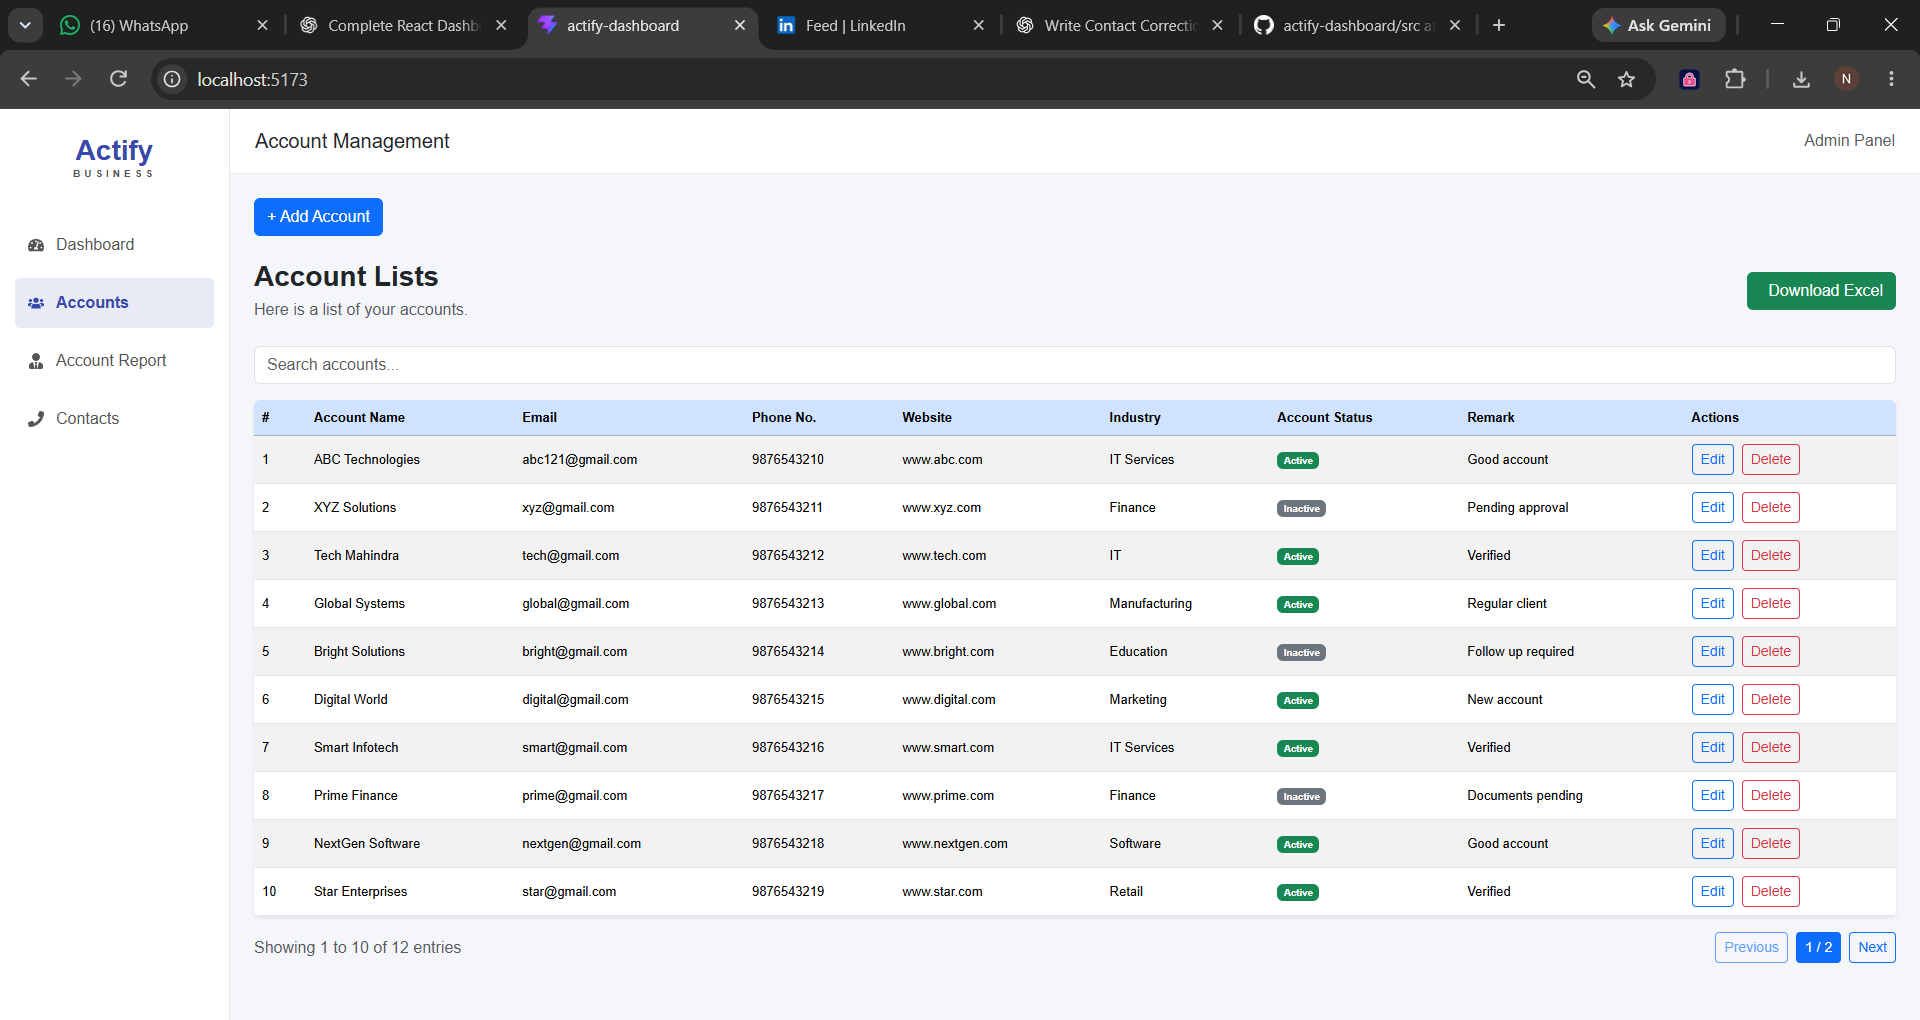 (16) WhatsApp
Complete React Dashb
actify-dashboard
Feed | LinkedIn
Write Contact Correctio
actify-dashboard/src a
Ask Gemini
localhost:5173
N
Actify
BUSINESS
Dashboard
Accounts
Account Report
Contacts
Account Management
Admin Panel
+ Add Account
Account Lists
Here is a list of your accounts.
Download Excel
Search accounts...
# Account Name Email Phone No. Website Industry Account Status Remark Actions
1 ABC Technologies abc121@gmail.com 9876543210 www.abc.com IT Services Active Good account Edit Delete
2 XYZ Solutions xyz@gmail.com 9876543211 www.xyz.com Finance Inactive Pending approval Edit Delete
3 Tech Mahindra tech@gmail.com 9876543212 www.tech.com IT Active Verified Edit Delete
4 Global Systems global@gmail.com 9876543213 www.global.com Manufacturing Active Regular client Edit Delete
5 Bright Solutions bright@gmail.com 9876543214 www.bright.com Education Inactive Follow up required Edit Delete
6 Digital World digital@gmail.com 9876543215 www.digital.com Marketing Active New account Edit Delete
7 Smart Infotech smart@gmail.com 9876543216 www.smart.com IT Services Active Verified Edit Delete
8 Prime Finance prime@gmail.com 9876543217 www.prime.com Finance Inactive Documents pending Edit Delete
9 NextGen Software nextgen@gmail.com 9876543218 www.nextgen.com Software Active Good account Edit Delete
10 Star Enterprises star@gmail.com 9876543219 www.star.com Retail Active Verified Edit Delete
Showing 1 to 10 of 12 entries
Previous 1 / 2 Next